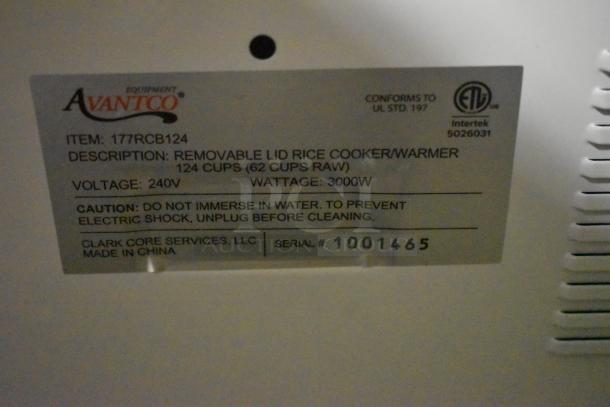 EQUIPMENT
AVANTCO®
CONFORMS TO
UL STD. 197
ETL
Intertek
5026031
ITEM: 177RCB124
DESCRIPTION: REMOVABLE LID RICE COOKER/WARMER
124 CUPS (62 CUPS RAW)
VOLTAGE: 240V WATTAGE: 3000W
CAUTION: DO NOT IMMERSE IN WATER. TO PREVENT
ELECTRIC SHOCK, UNPLUG BEFORE CLEANING.
CLARK CORE SERVICES, LLC
MADE IN CHINA
SERIAL # 1001465
PCI
AUCTION